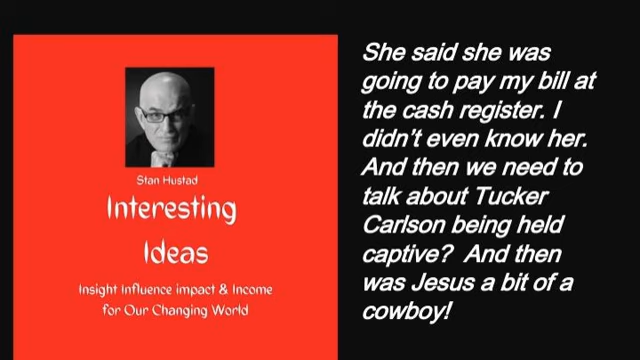 Stan Hustad
Interesting
Ideas
Insight Influence impact & Income
for Our Changing World
She said she was
going to pay my bill at
the cash register. I
didn't even know her.
And then we need to
talk about Tucker
Carlson being held
captive?  And then
was Jesus a bit of a
cowboy!